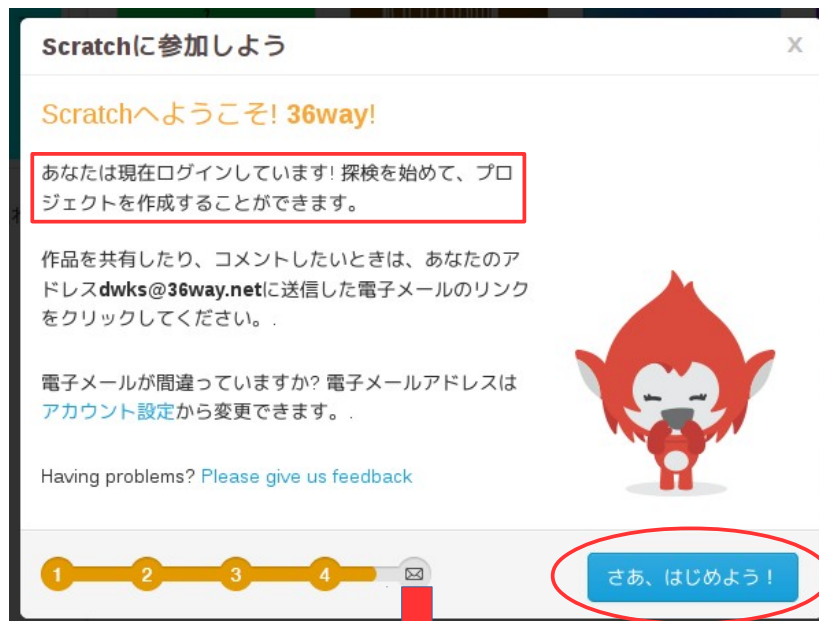 Scratchに参加しよう
X
Scratchへようこそ! 36way!
あなたは現在ログインしています! 探検を始めて、プロ
ジェクトを作成することができます。
作品を共有したり、コメントしたいときは、あなたのア
ドレスdwks@36way.netに送信した電子メールのリンク
をクリックしてください。.
電子メールが間違っていますか? 電子メールアドレスは
アカウント設定から変更できます。.
Having problems? Please give us feedback
1 2 3 4
さあ、はじめよう!